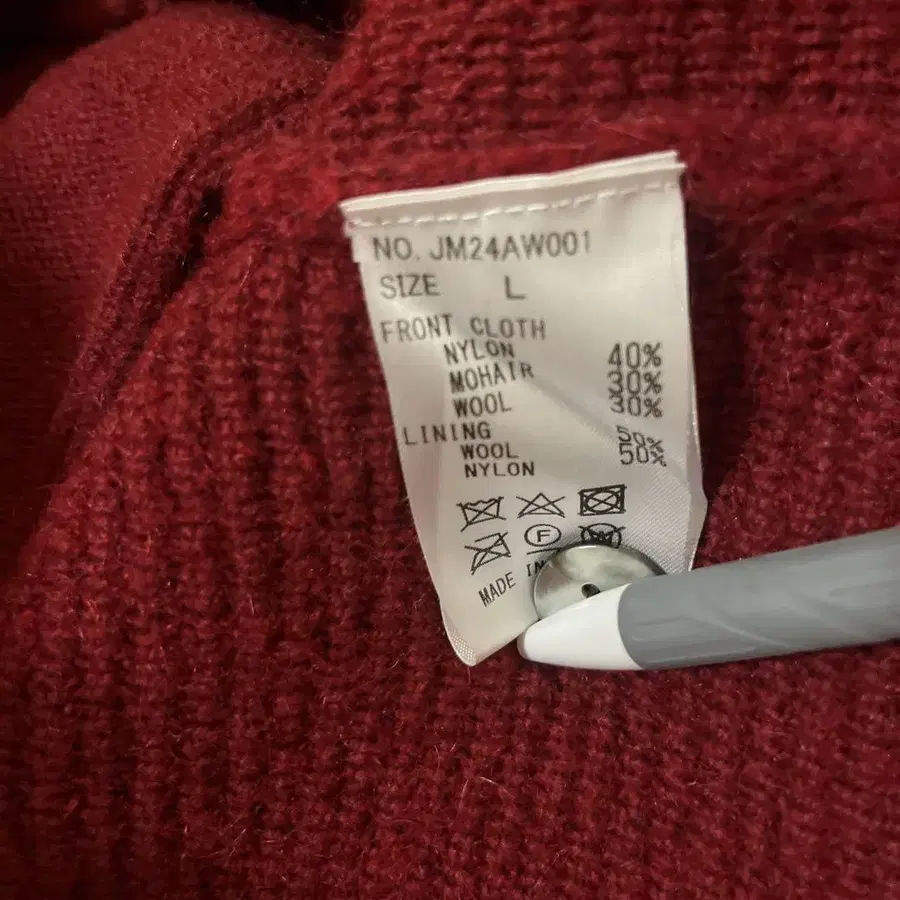 NO. JM24AW001
SIZE L
FRONT CLOTH
NYLON 40%
MOHAIR 30%
WOOL 30%
LINING
WOOL 50%
NYLON 50%
F
W
MADE IN